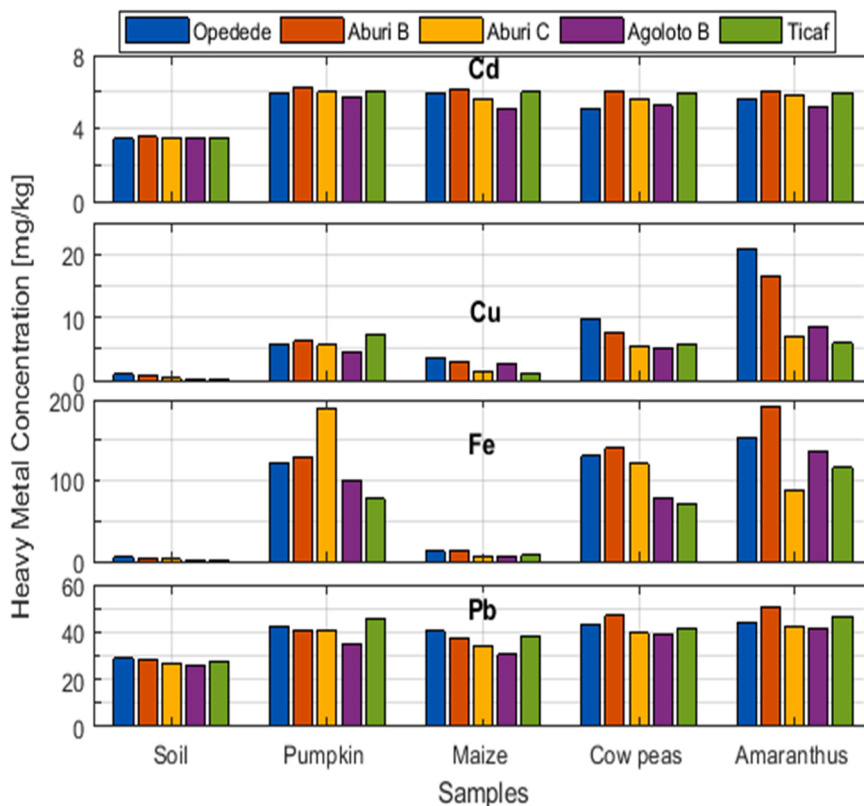 Opedede Aburi B Aburi C Agoloto B Ticaf
Heavy Metal Concentration [mg/kg]
8
4
0
Cd
20
10
0
Cu
200
100
0
Fe
60
40
20
0
Pb
Soil Pumpkin Maize Cow peas Amaranthus
Samples